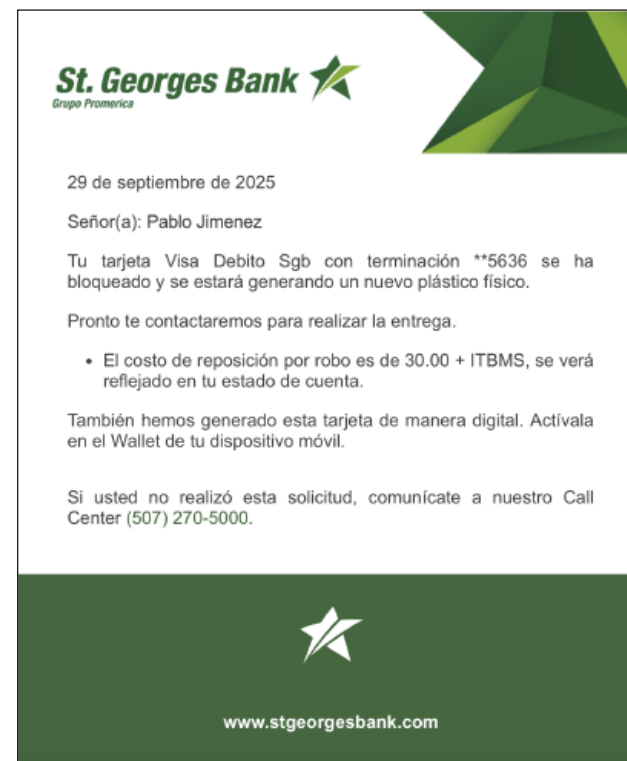 St. Georges Bank
Grupo Promerica
29 de septiembre de 2025
Señor(a): Pablo Jimenez
Tu tarjeta Visa Debito Sgb con terminación **5636 se ha
bloqueado y se estará generando un nuevo plástico físico.
Pronto te contactaremos para realizar la entrega.
• El costo de reposición por robo es de 30.00 + ITBMS, se verá
reflejado en tu estado de cuenta.
También hemos generado esta tarjeta de manera digital. Actívala
en el Wallet de tu dispositivo móvil.
Si usted no realizó esta solicitud, comunícate a nuestro Call
Center (507) 270-5000.
www.stgeorgesbank.com